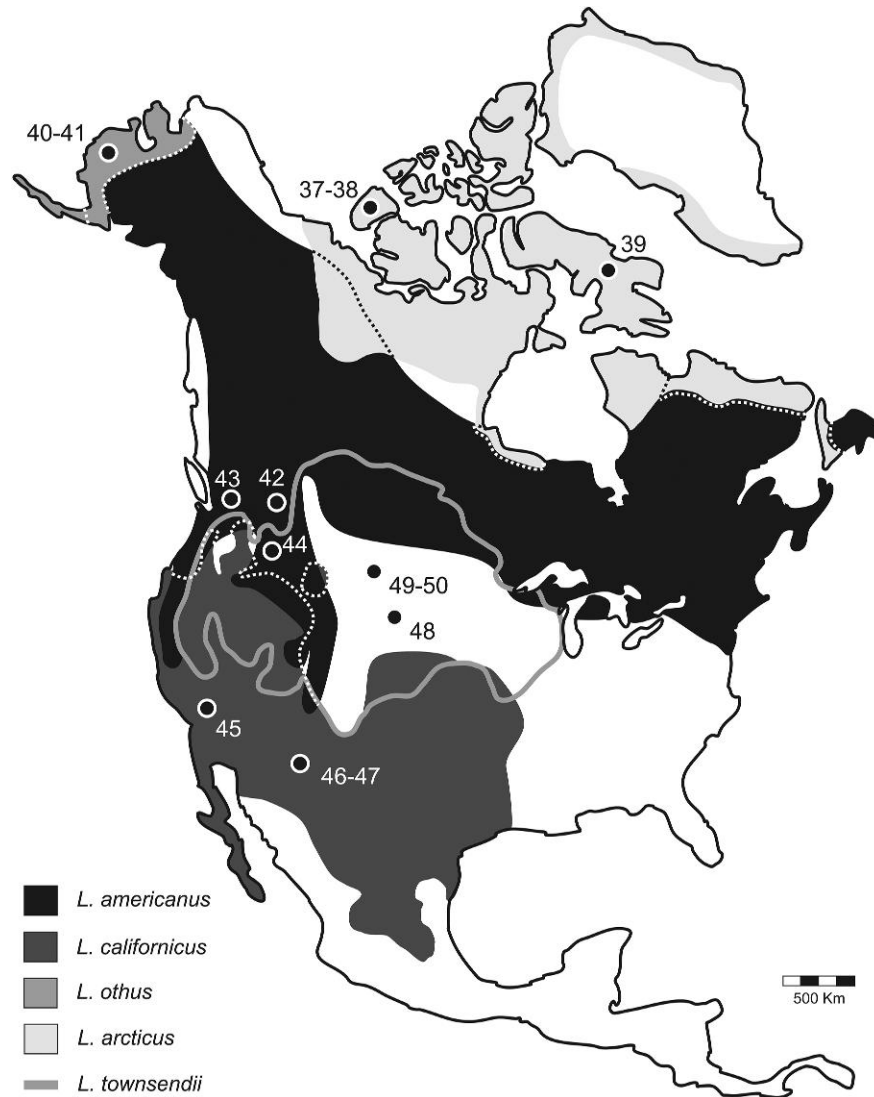 40-41
37-38
39
43
42
44
49-50
48
45
46-47
L. americanus
L. californicus
L. othus
L. arcticus
L. townsendii
500 Km